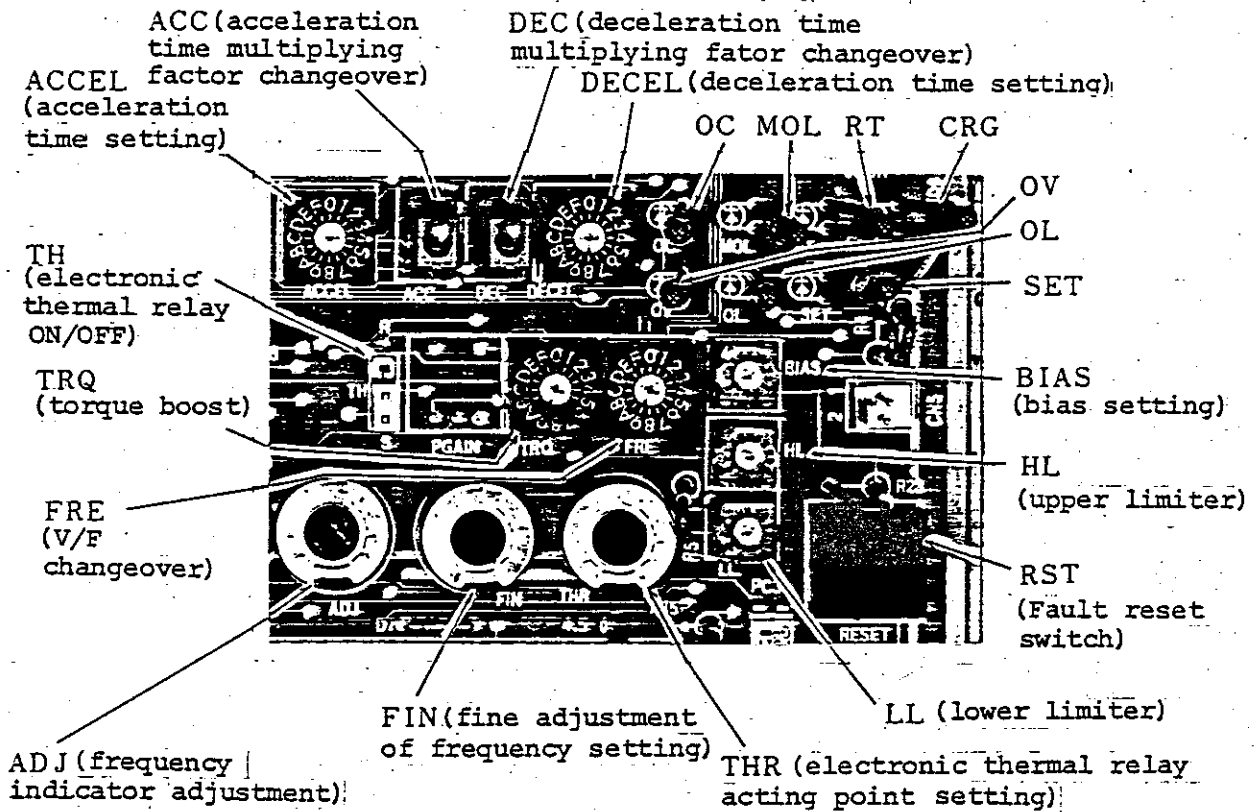 ACC(acceleration
time multiplying
factor changeover)
DEC(deceleration time
multiplying fator changeover)
ACCEL
(acceleration
time setting)
DECEL(deceleration time setting)
OC MOL RT CRG
OV
OL
SET
TH
(electronic
thermal relay
ON/OFF)
TRQ
(torque boost)
BIAS
(bias setting)
HL
(upper limiter)
FRE
(V/F
changeover)
RST
(Fault reset
switch)
LL (lower limiter)
FIN(fine adjustment
of frequency setting)
ADJ(frequency
indicator adjustment)
THR (electronic thermal relay
acting point setting)
ACCEL ACC DEC DECEL
MOL
OL SET
BIAS
TH
PGAIN TRQ FRE
HL
LL
ADJ FIN THR
RESET